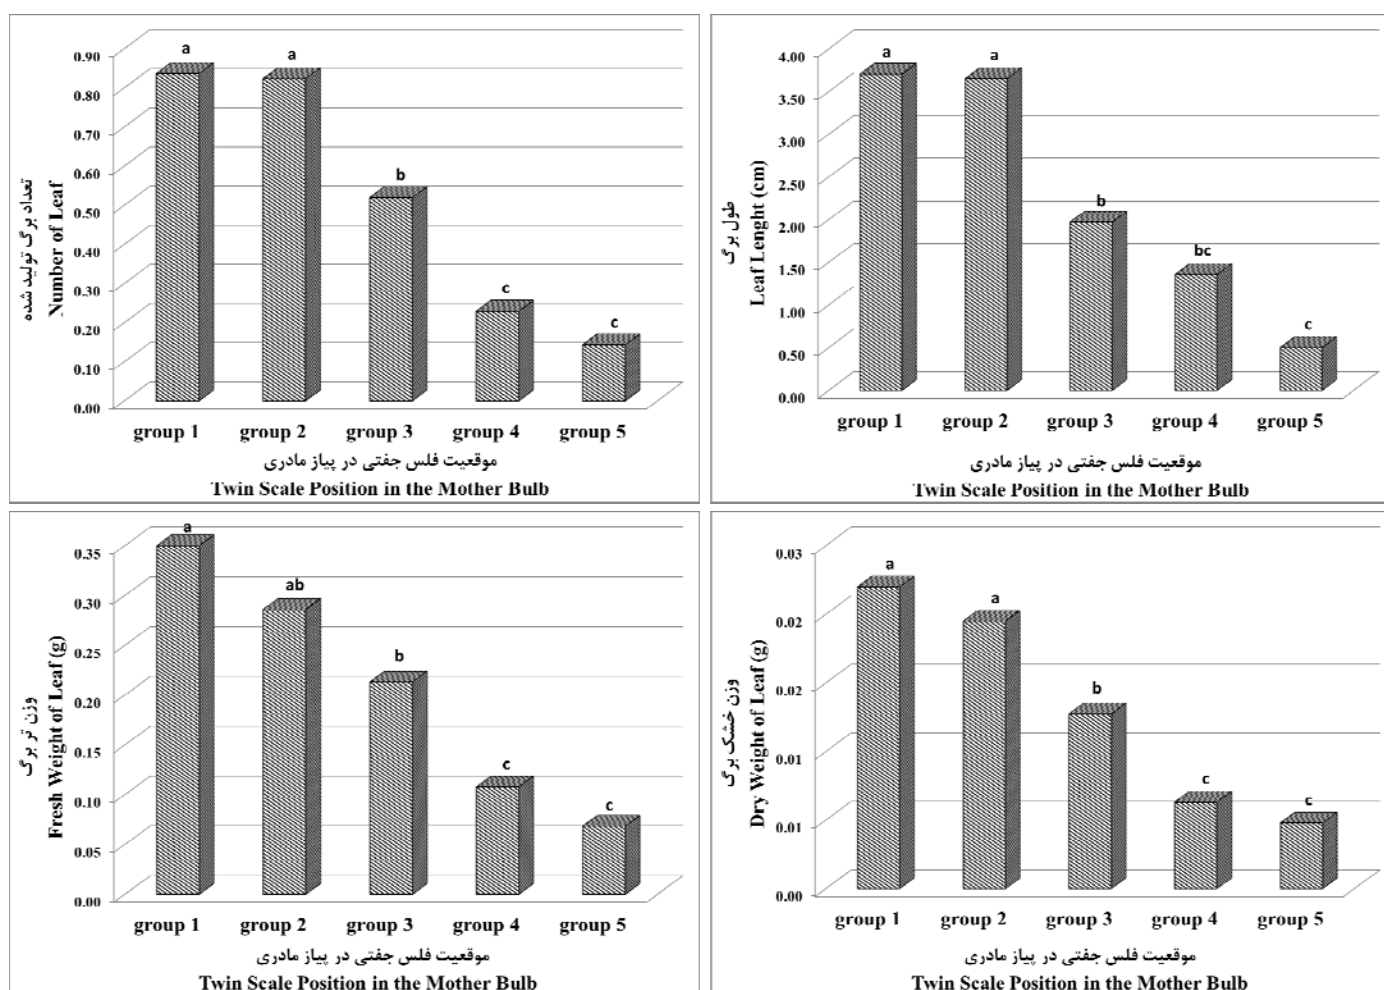 تعداد برگ تولید شده
Number of Leaf
0.90
0.80
0.70
0.60
0.50
0.40
0.30
0.20
0.10
0.00
a
a
b
c
c
group 1 group 2 group 3 group 4 group 5
موقعیت فلس جفتی در پیاز مادری
Twin Scale Position in the Mother Bulb
طول برگ
Leaf Lenght (cm)
4.00
3.50
3.00
2.50
2.00
1.50
1.00
0.50
0.00
a
a
b
bc
c
group 1 group 2 group 3 group 4 group 5
موقعیت فلس جفتی در پیاز مادری
Twin Scale Position in the Mother Bulb
وزن تر برگ
Fresh Weight of Leaf (g)
0.35
0.30
0.25
0.20
0.15
0.10
0.05
0.00
a
ab
b
c
c
group 1 group 2 group 3 group 4 group 5
موقعیت فلس جفتی در پیاز مادری
Twin Scale Position in the Mother Bulb
وزن خشک برگ
Dry Weight of Leaf (g)
0.03
0.02
0.02
0.01
0.01
0.00
a
a
b
c
c
group 1 group 2 group 3 group 4 group 5
موقعیت فلس جفتی در پیاز مادری
Twin Scale Position in the Mother Bulb